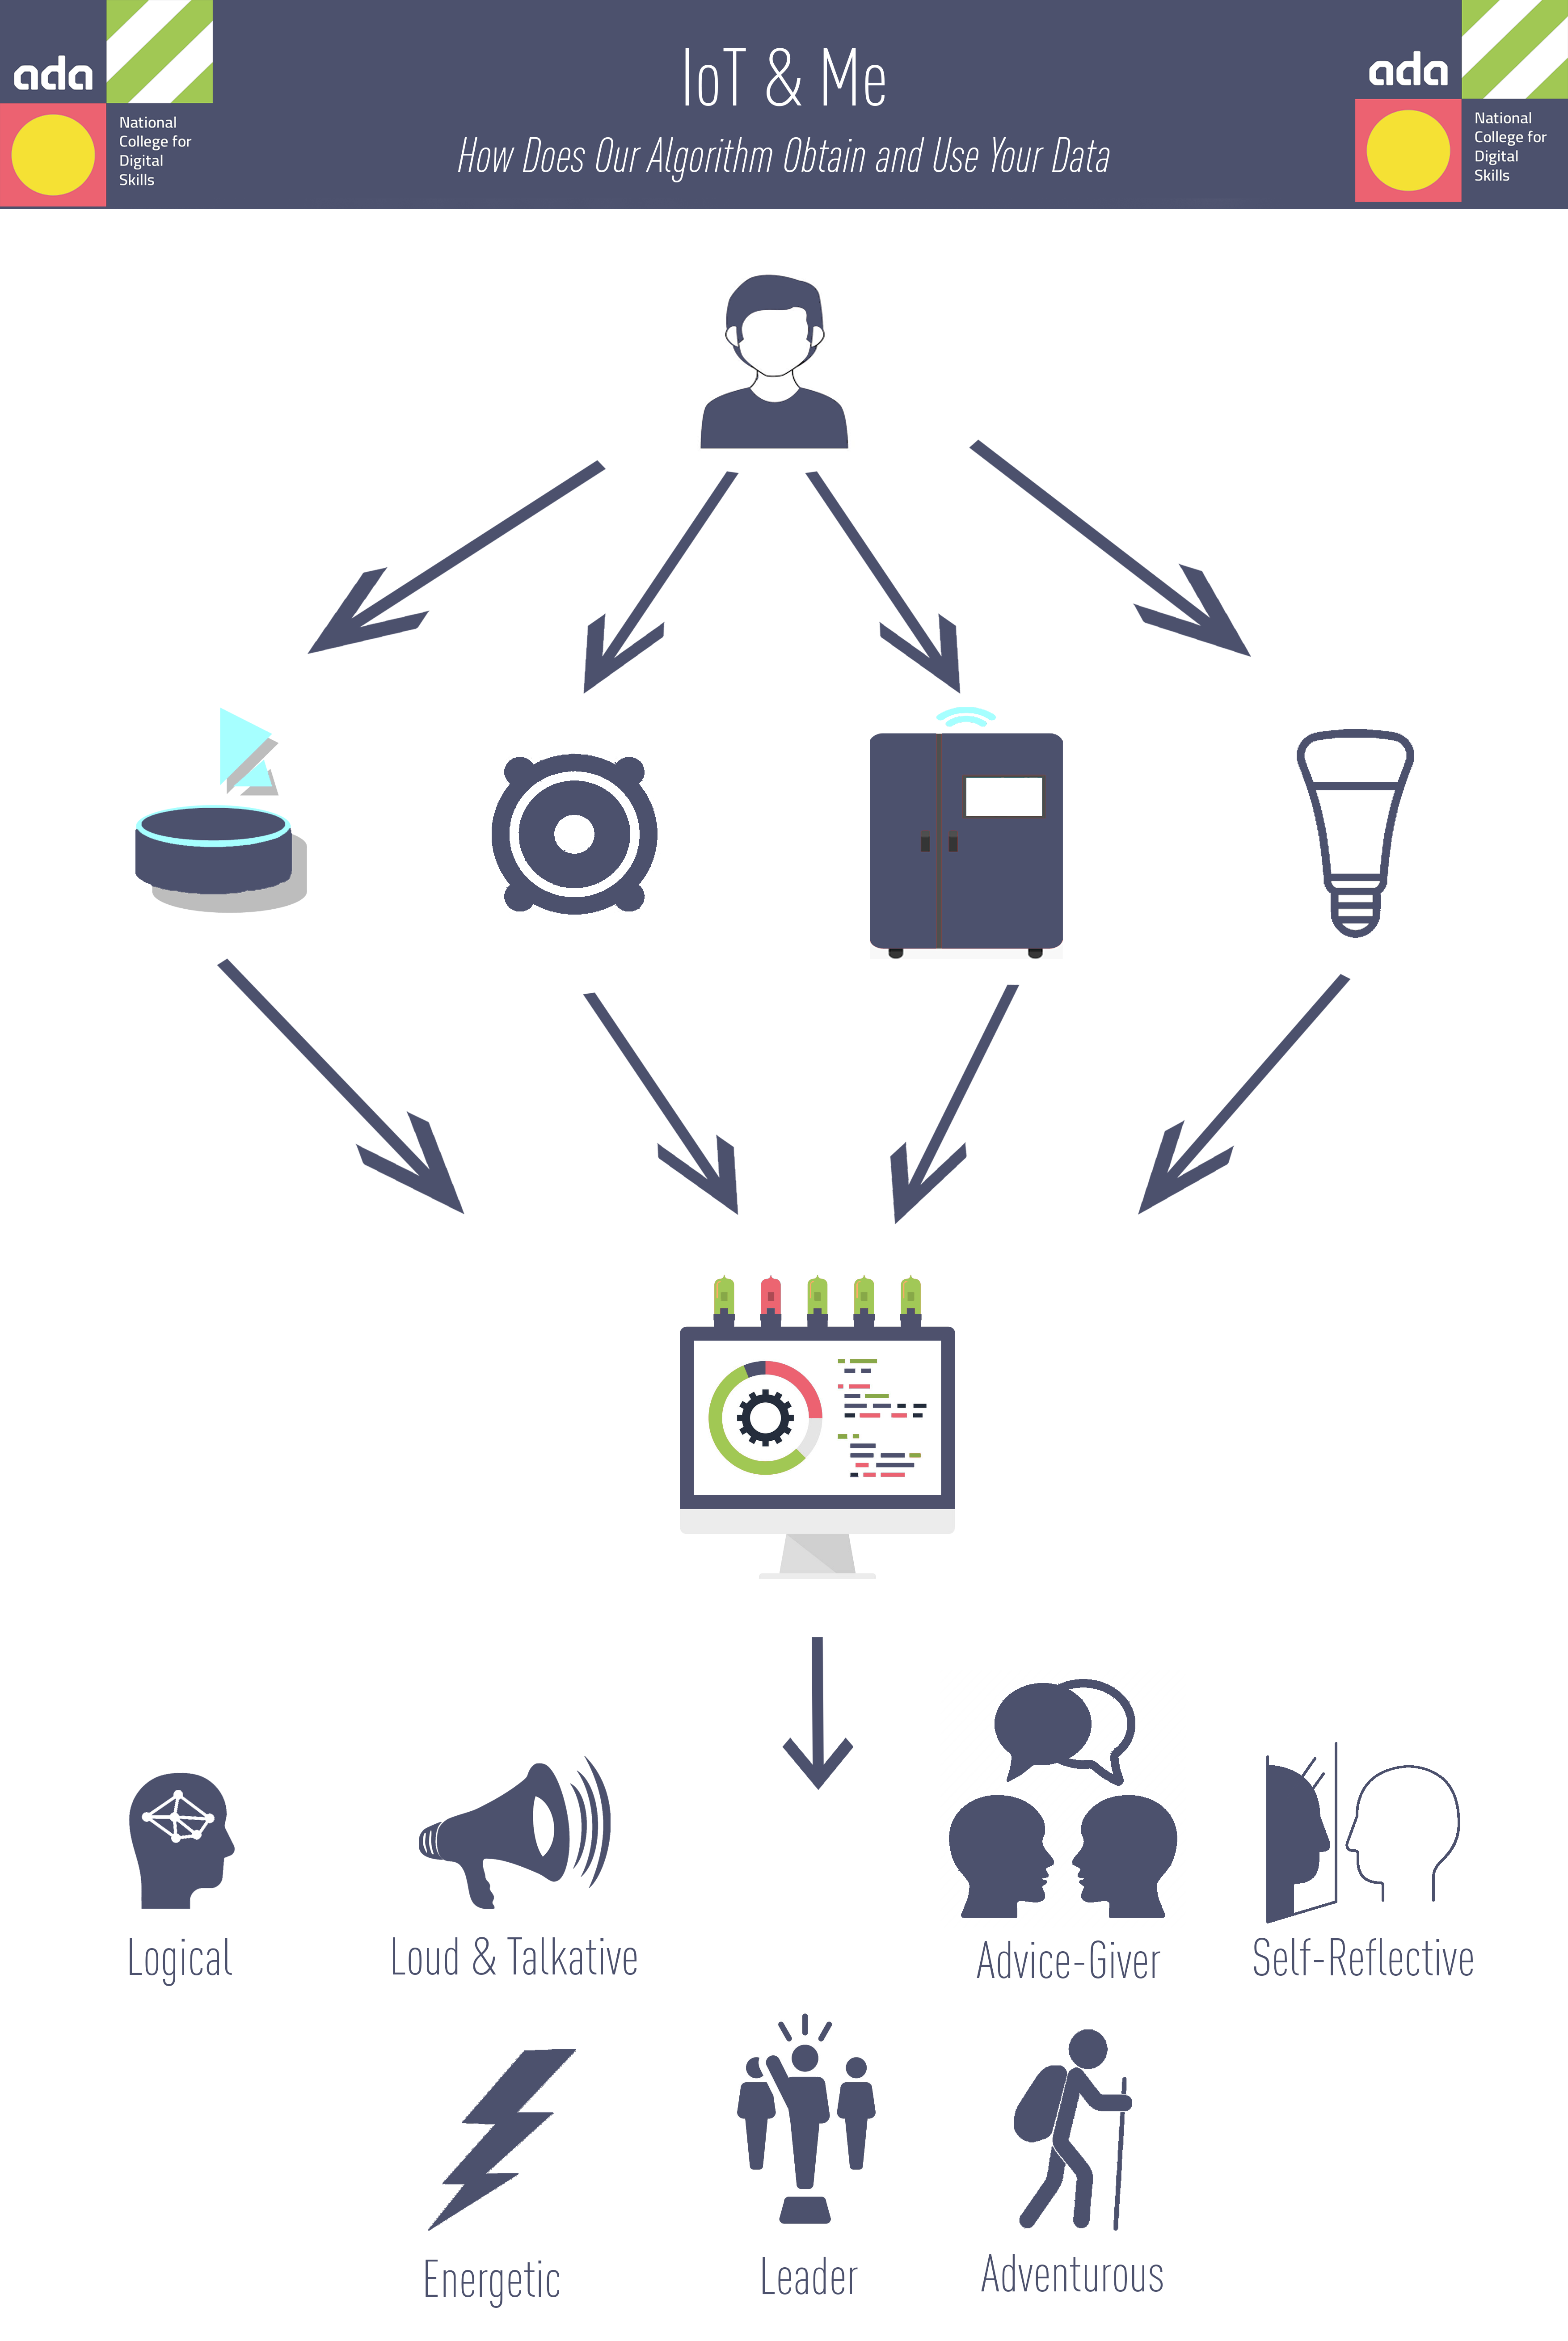 ada
National
College for
Digital
Skills
IoT & Me
How Does Our Algorithm Obtain and Use Your Data
ada
National
College for
Digital
Skills
Logical
Loud & Talkative
Advice-Giver
Self-Reflective
Energetic
Leader
Adventurous